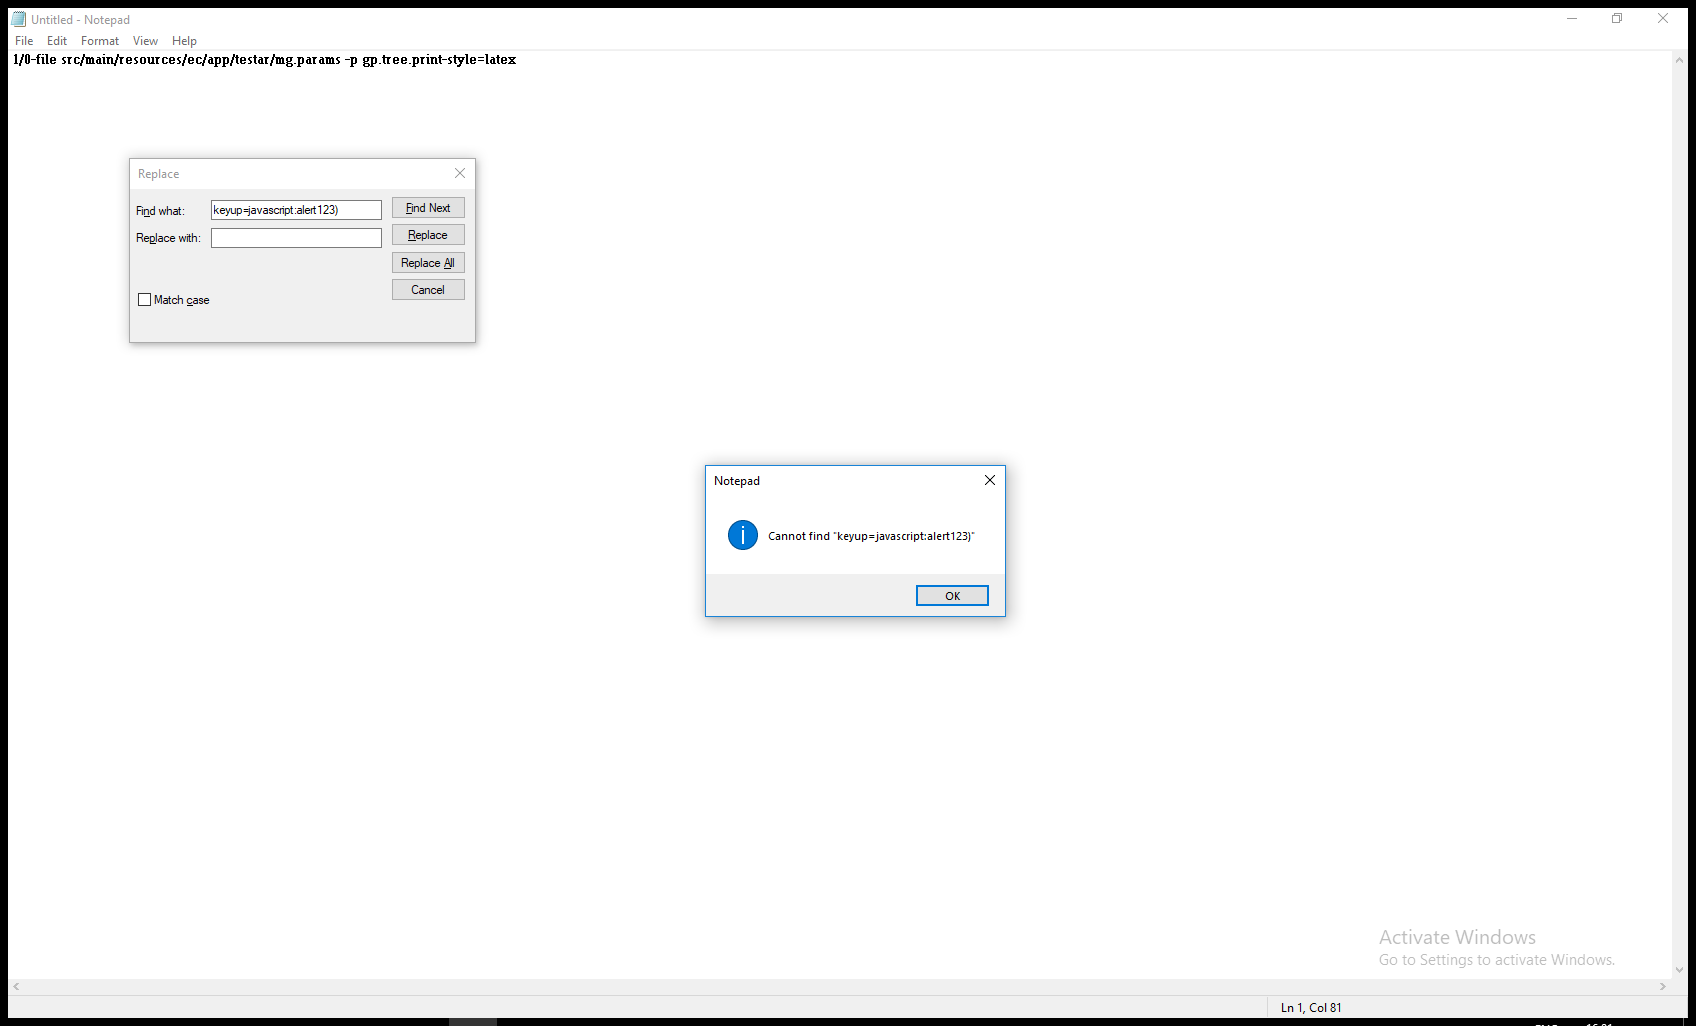 Untitled - Notepad
File Edit Format View Help
1/0-file src/main/resources/ec/app/testar/mg.params -p gp.tree.print-style=latex
Replace
Find what: keyup=javascript:alert123) Find Next
Replace with: Replace
Replace All
Cancel
Match case
Notepad
Cannot find "keyup=javascript:alert123)"
OK
Activate Windows
Go to Settings to activate Windows.
Ln 1, Col 81